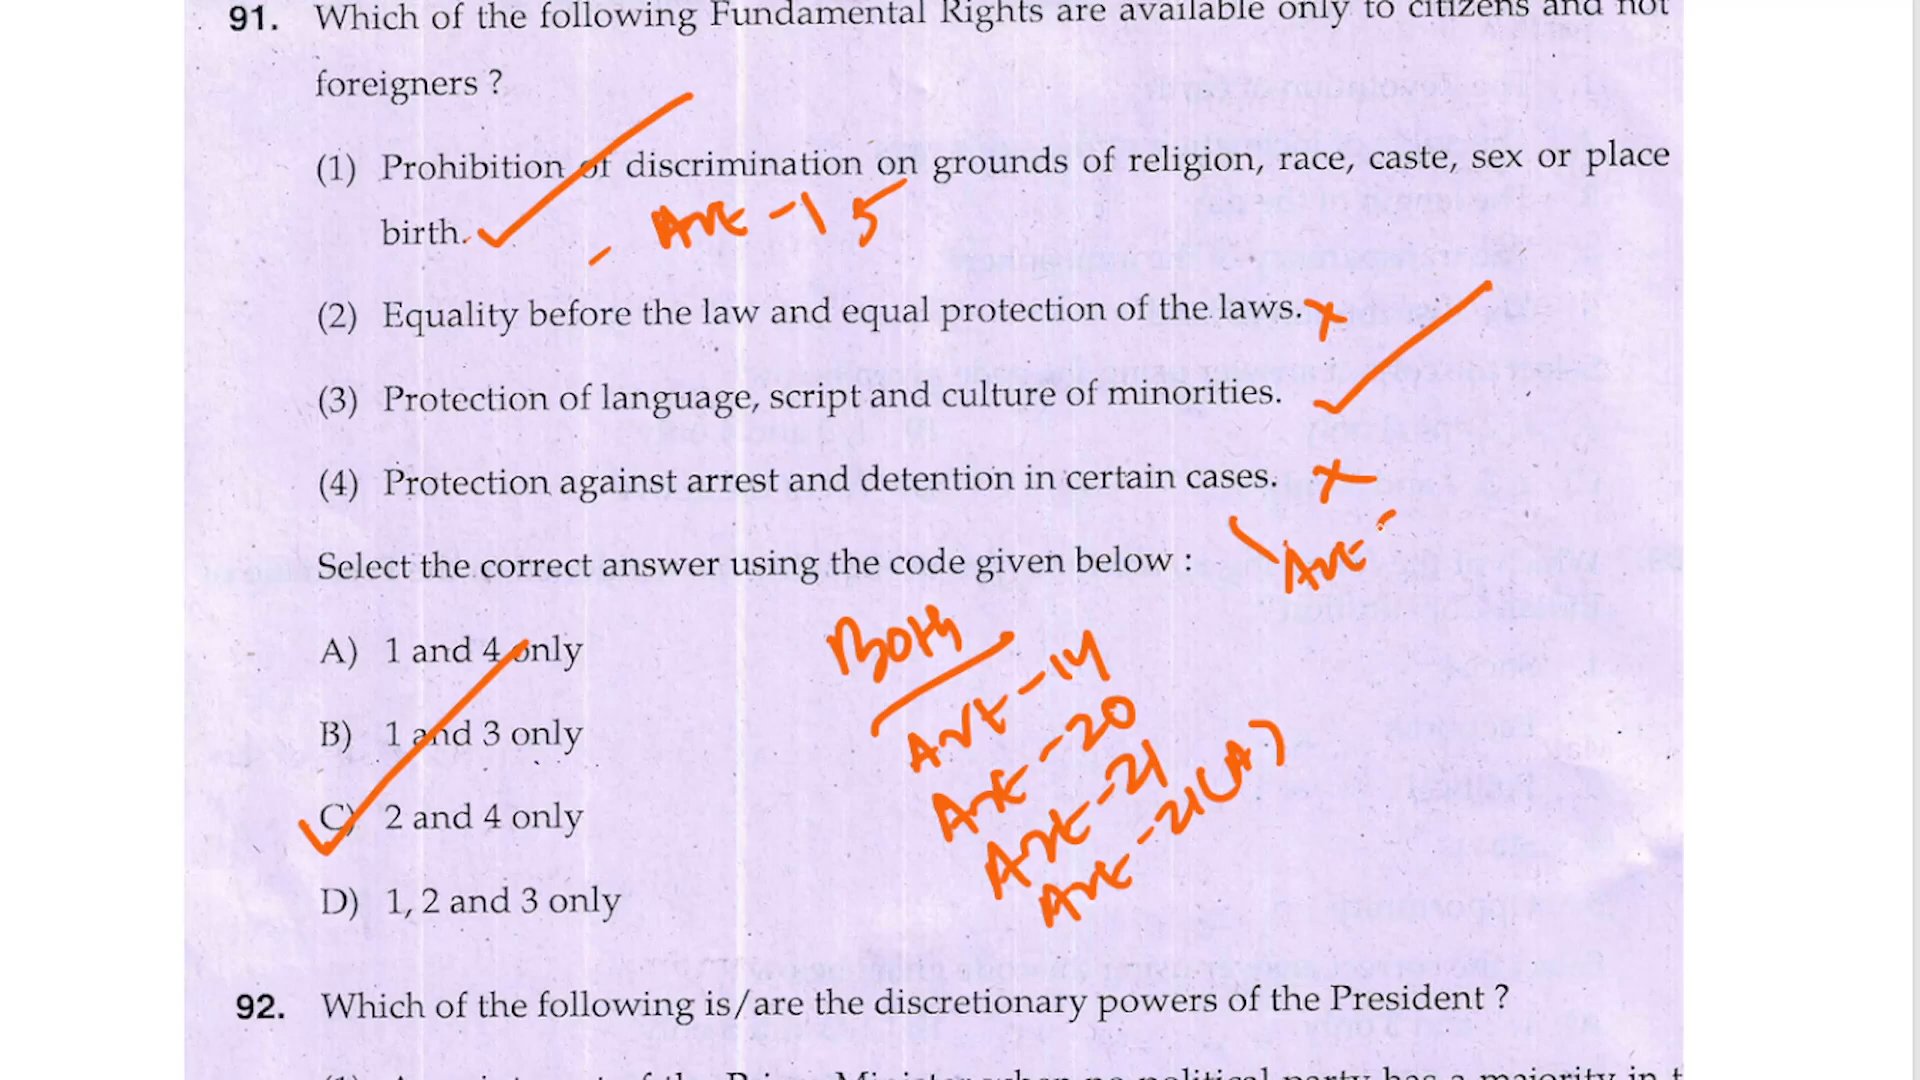 91. Which of the following Fundamental Rights are available only to citizens and not
foreigners ?
(1) Prohibition of discrimination on grounds of religion, race, caste, sex or place
birth.
- Art - 15
(2) Equality before the law and equal protection of the laws. x
(3) Protection of language, script and culture of minorities.
(4) Protection against arrest and detention in certain cases. x
Select the correct answer using the code given below :
Art
A) 1 and 4 only
B) 1 and 3 only
C) 2 and 4 only
D) 1, 2 and 3 only
Both
Art - 14
Art - 20
Art - 21
Art - 21(A)
92. Which of the following is/are the discretionary powers of the President ?